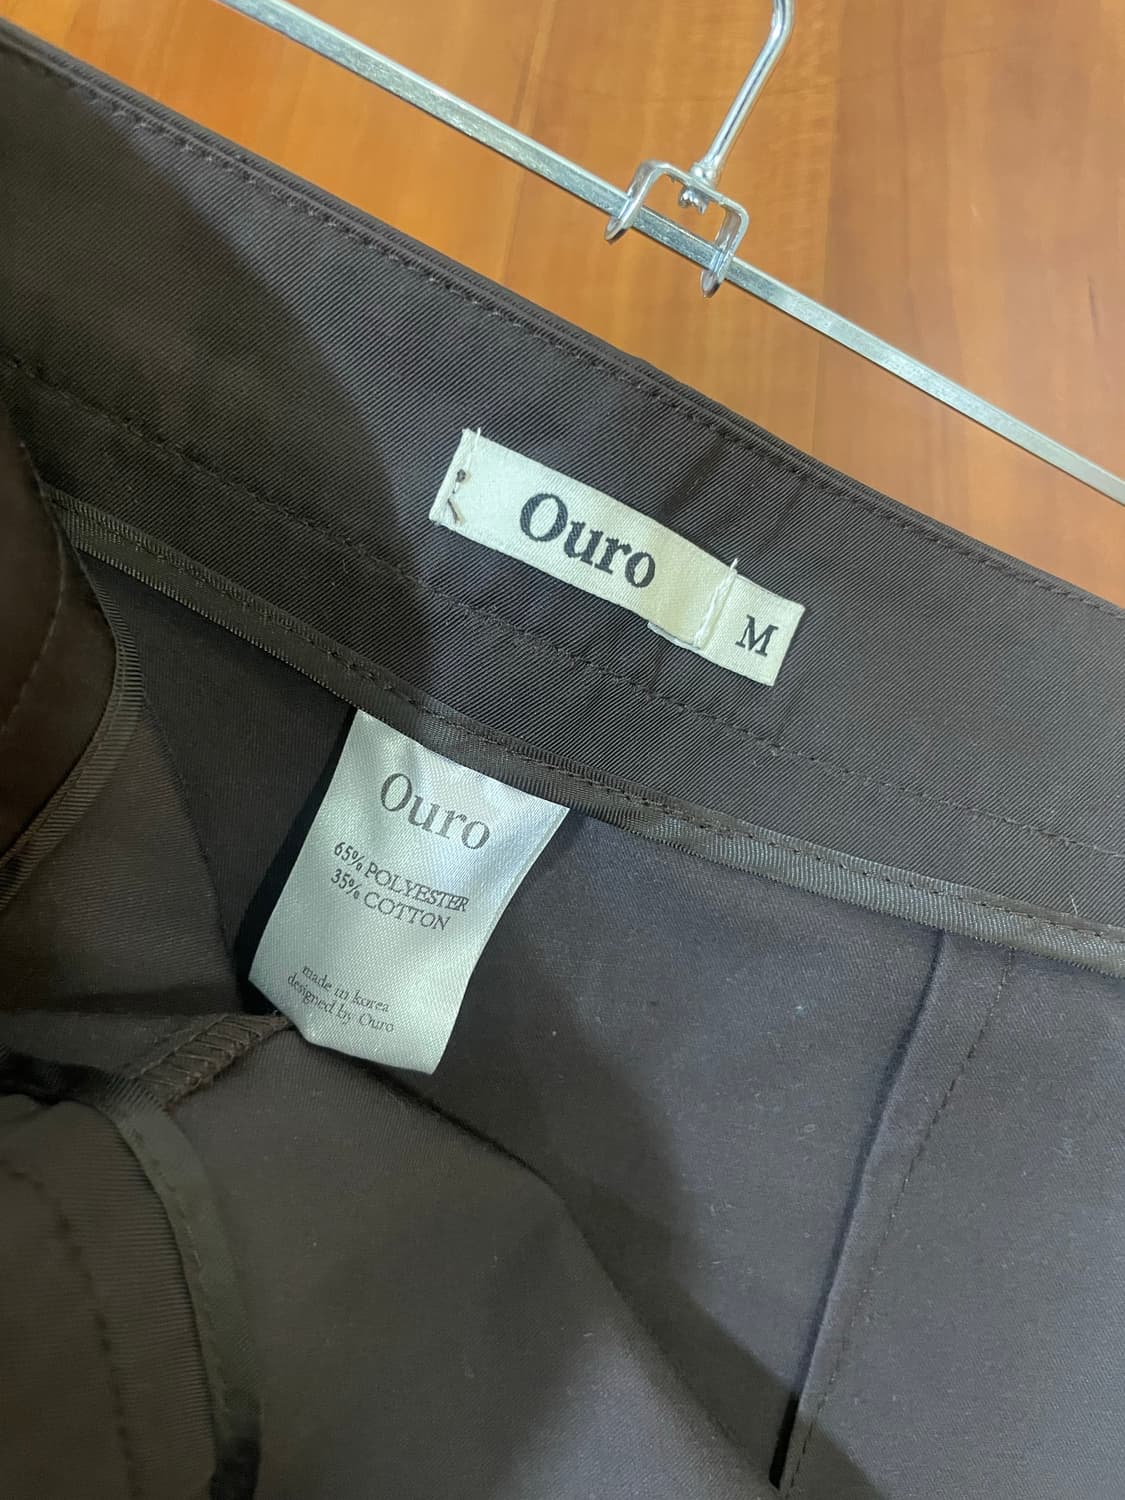 Ouro
M
Ouro
65% POLYESTER
35% COTTON
made in korea
designed by Ouro